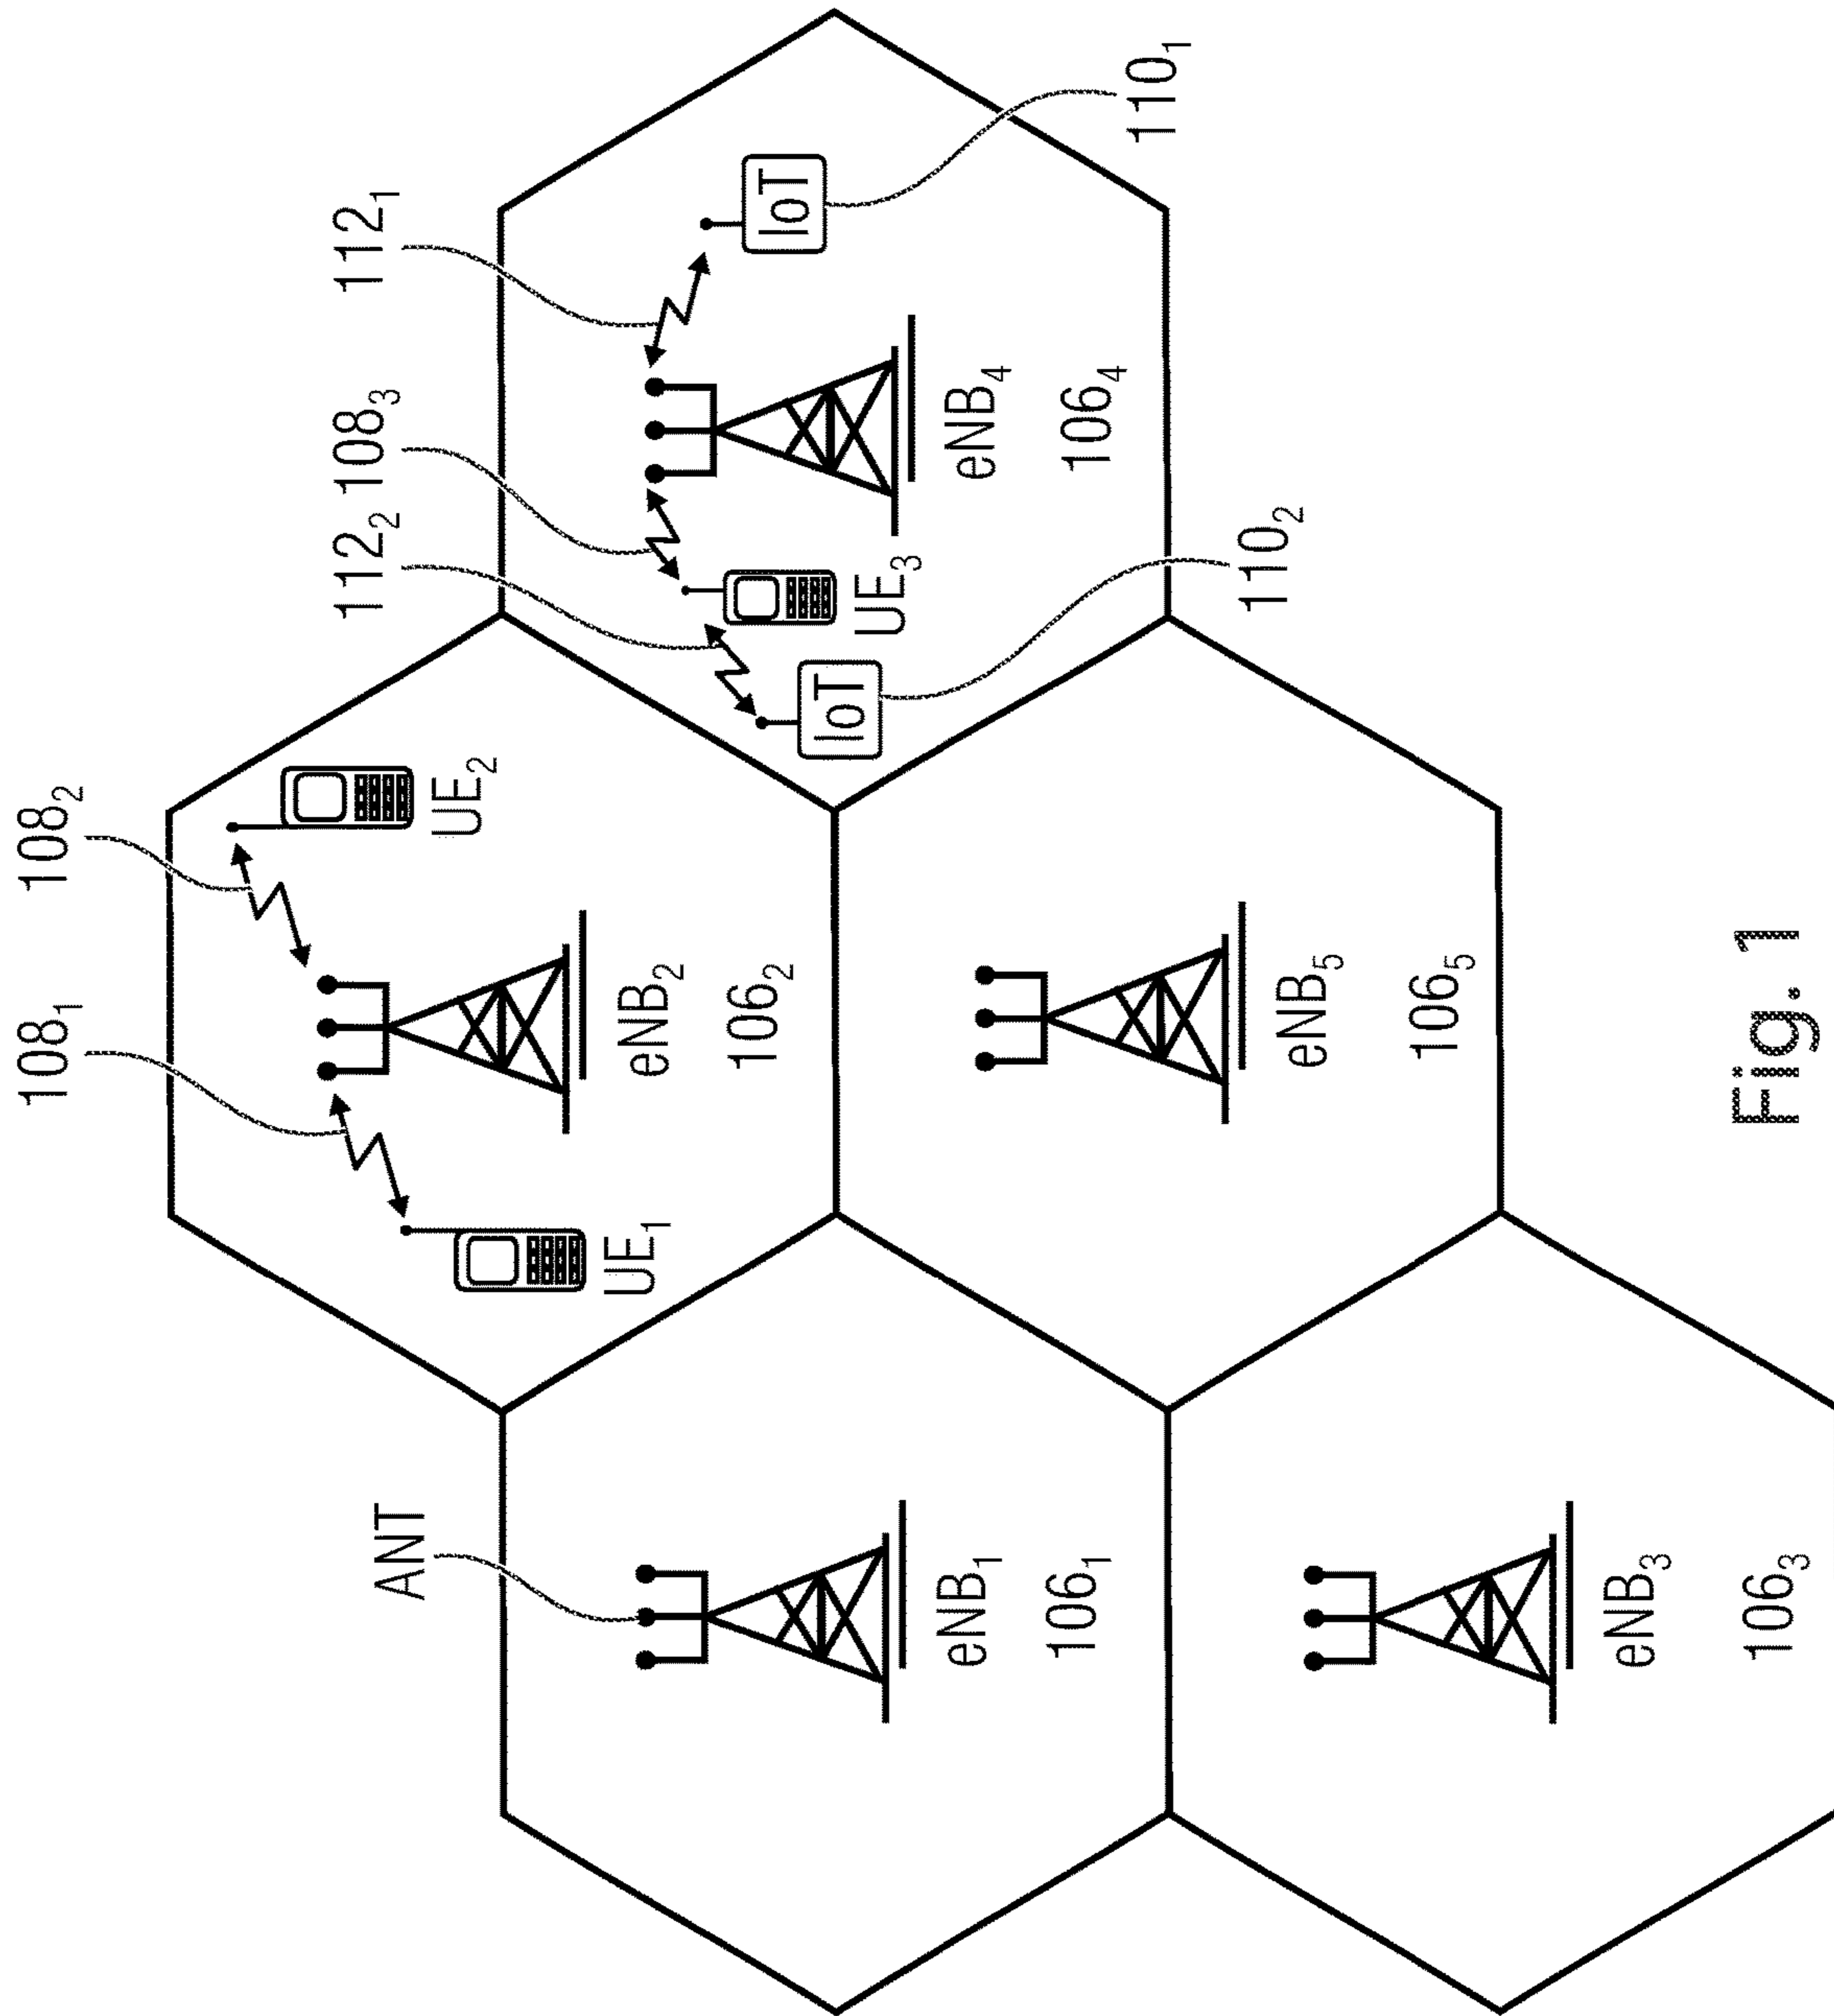 108₁
108₂
UE₁
UE₂
eNB₂
106₂
ANT
112₂
108₃
112₁
eNB₁
106₁
IoT
UE₃
eNB₄
106₄
IoT
110₁
110₂
eNB₅
106₅
eNB₃
106₃
Fig. 1